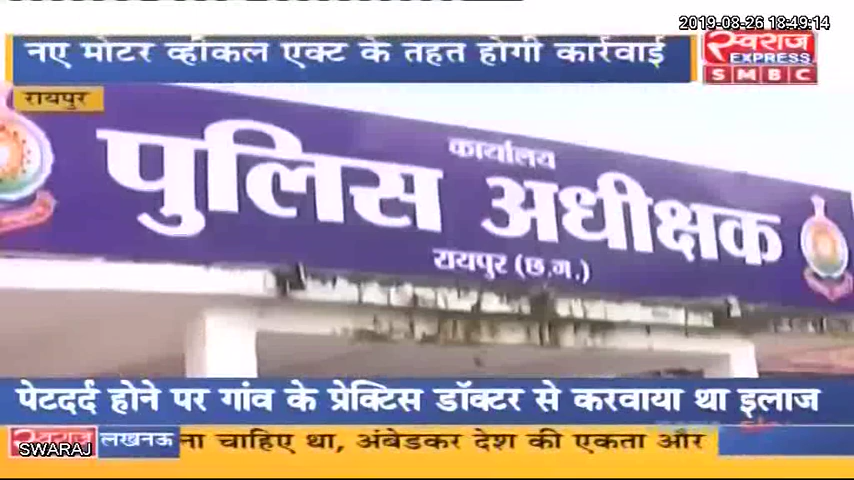 2019-08-26 18:49:14
नए मोटर व्हीकल एक्ट के तहत होगी कार्रवाई
स्वराज
EXPRESS
SMBC
रायपुर
कार्यालय
पुलिस अधीक्षक
रायपुर (छ.ग.)
पेटदर्द होने पर गांव के प्रेक्टिस डॉक्टर से करवाया था इलाज
स्वराज
SWARAJ
लखनऊ
ना चाहिए था, अंबेडकर देश की एकता और